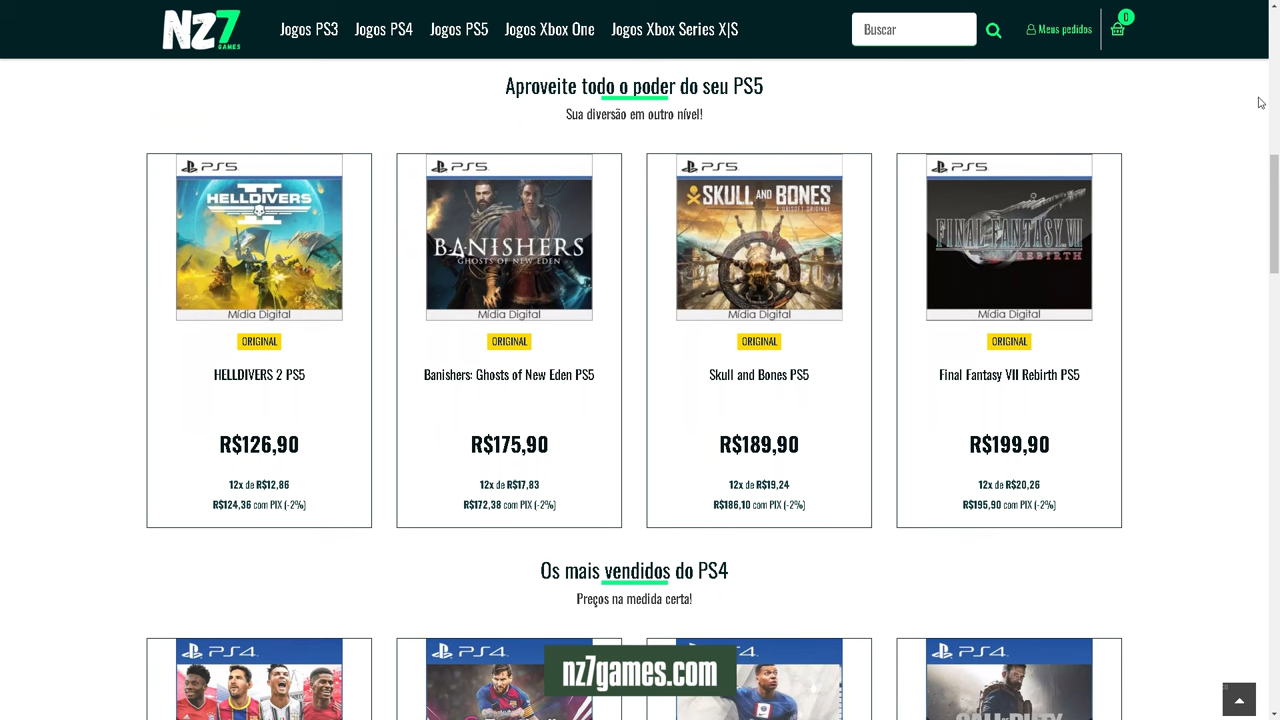 NZ7 GAMES
Jogos PS3 Jogos PS4 Jogos PS5 Jogos Xbox One Jogos Xbox Series X|S
Buscar
Meus pedidos
0
Aproveite todo o poder do seu PS5
Sua diversão em outro nível!
PS5 PS5 PS5 PS5
HELLDIVERS II
BANISHERS
GHOSTS OF NEW EDEN
SKULL AND BONES
A UBISOFT ORIGINAL
FINAL FANTASY VII
REBIRTH
Mídia Digital Mídia Digital Mídia Digital Mídia Digital
ORIGINAL ORIGINAL ORIGINAL ORIGINAL
HELLDIVERS 2 PS5 Banishers: Ghosts of New Eden PS5 Skull and Bones PS5 Final Fantasy VII Rebirth PS5
R$126,90 R$175,90 R$189,90 R$199,90
12x de R$12,86 12x de R$17,83 12x de R$19,24 12x de R$20,26
R$124,36 com PIX (-2%) R$172,38 com PIX (-2%) R$186,10 com PIX (-2%) R$195,90 com PIX (-2%)
Os mais vendidos do PS4
Preços na medida certa!
PS4 PS4 PS4 PS4
nz7games.com